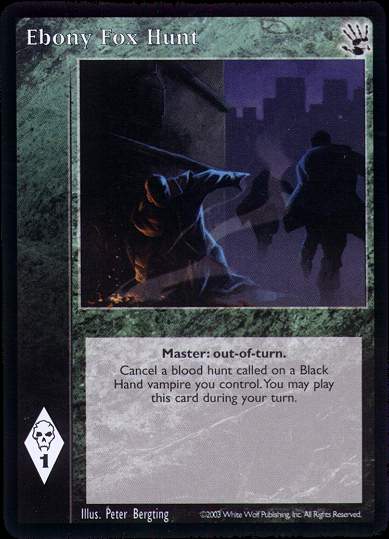 Ebony Fox Hunt
Master: out-of-turn.
Cancel a blood hunt called on a Black
Hand vampire you control. You may play
this card during your turn.
1
Illus. Peter Bergting
©2003 White Wolf Publishing, Inc. All Rights Reserved.